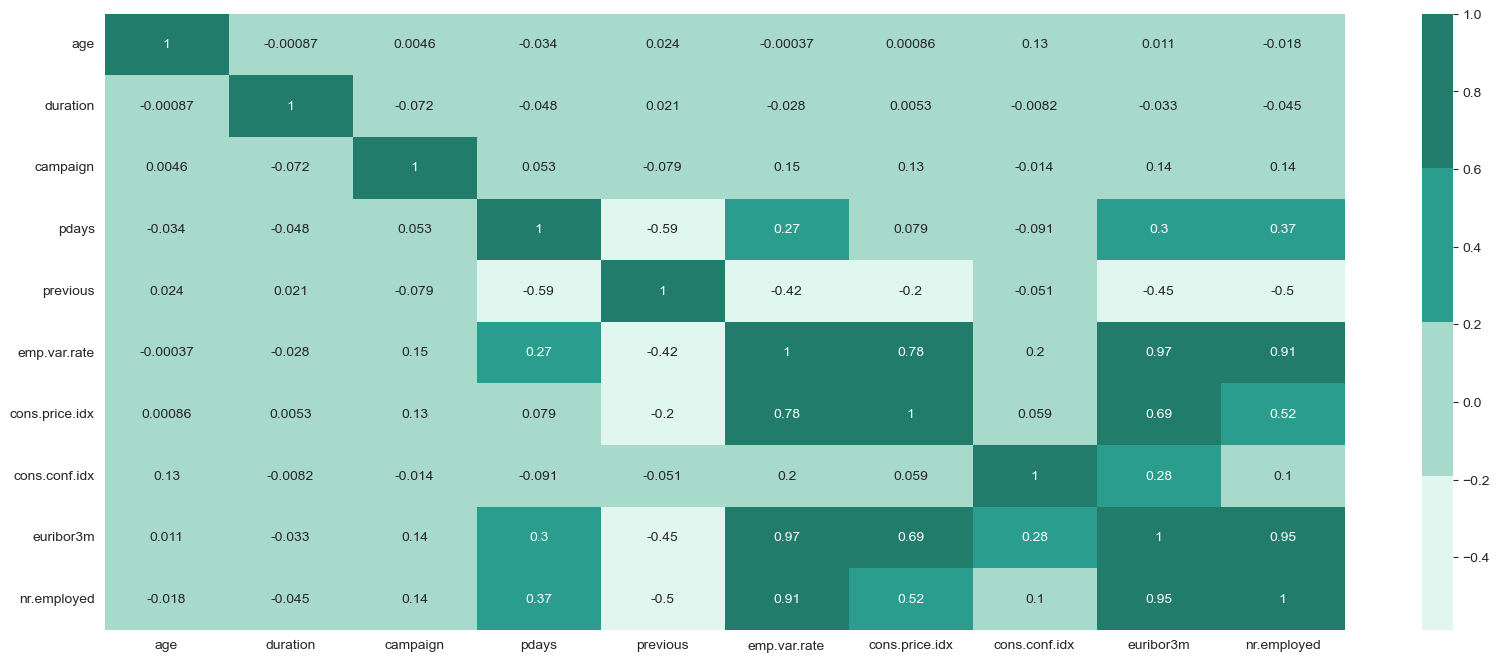 age 1 -0.00087 0.0046 -0.034 0.024 -0.00037 0.00086 0.13 0.011 -0.018
duration -0.00087 1 -0.072 -0.048 0.021 -0.028 0.0053 -0.0082 -0.033 -0.045
campaign 0.0046 -0.072 1 0.053 -0.079 0.15 0.13 -0.014 0.14 0.14
pdays -0.034 -0.048 0.053 1 -0.59 0.27 0.079 -0.091 0.3 0.37
previous 0.024 0.021 -0.079 -0.59 1 -0.42 -0.2 -0.051 -0.45 -0.5
emp.var.rate -0.00037 -0.028 0.15 0.27 -0.42 1 0.78 0.2 0.97 0.91
cons.price.idx 0.00086 0.0053 0.13 0.079 -0.2 0.78 1 0.059 0.69 0.52
cons.conf.idx 0.13 -0.0082 -0.014 -0.091 -0.051 0.2 0.059 1 0.28 0.1
euribor3m 0.011 -0.033 0.14 0.3 -0.45 0.97 0.69 0.28 1 0.95
nr.employed -0.018 -0.045 0.14 0.37 -0.5 0.91 0.52 0.1 0.95 1
age duration campaign pdays previous emp.var.rate cons.price.idx cons.conf.idx euribor3m nr.employed
1.0
0.8
0.6
0.4
0.2
0.0
−0.2
−0.4